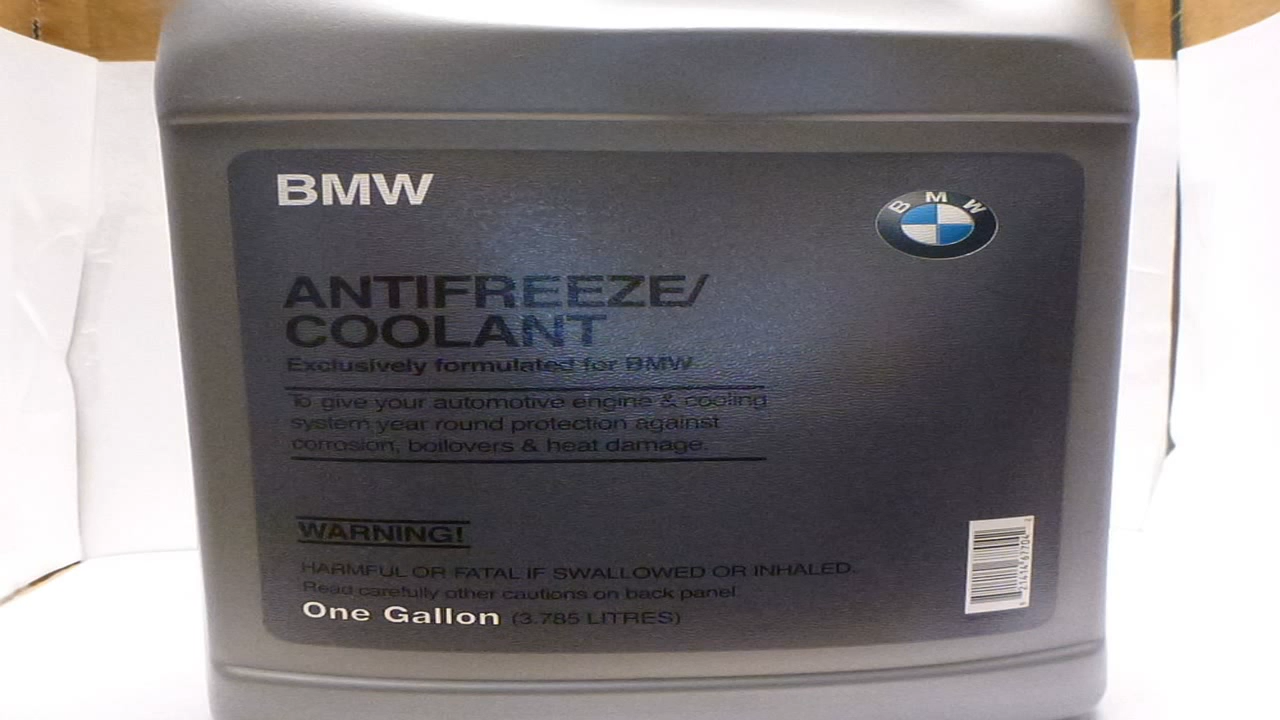 BMW
BMW
ANTIFREEZE/
COOLANT
Exclusively formulated for BMW
To give your automotive engine & cooling
system year round protection against
corrosion, boilovers & heat damage.
WARNING!
HARMFUL OR FATAL IF SWALLOWED OR INHALED.
Read carefully other cautions on back panel.
One Gallon (3.785 LITRES)